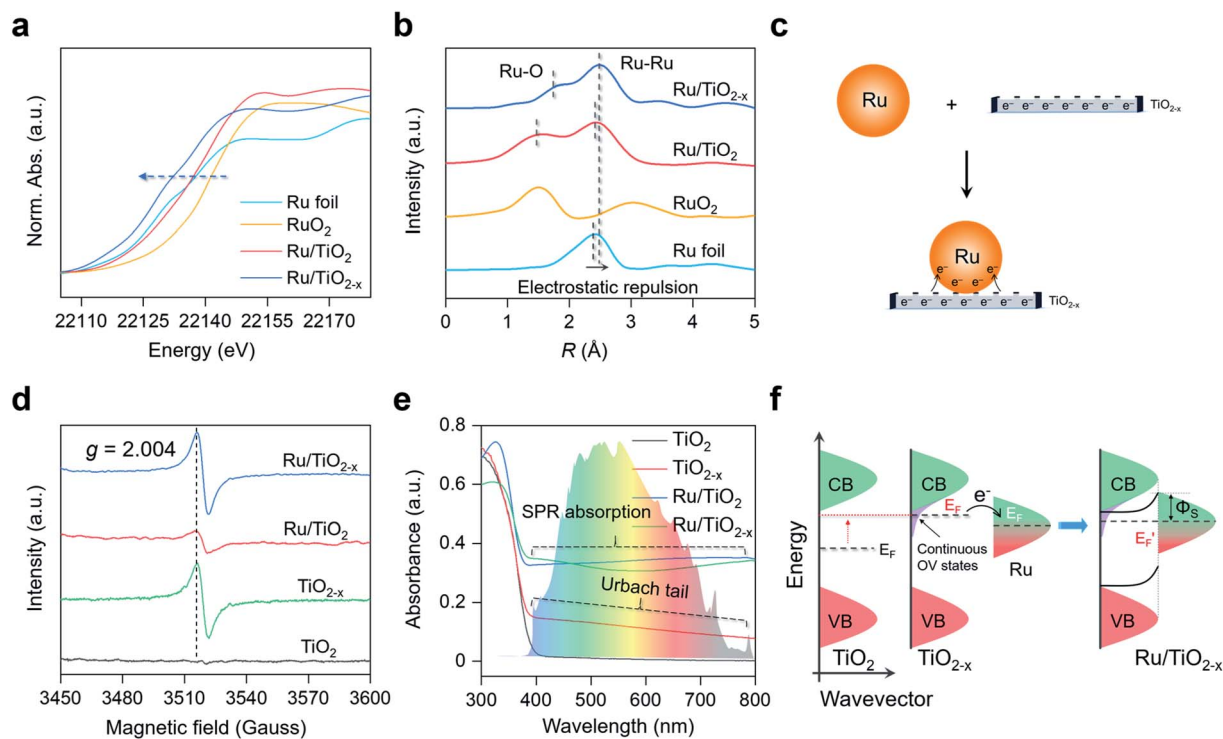 a
Norm. Abs. (a.u.)
Ru foil
RuO2
Ru/TiO2
Ru/TiO2-x
22110 22125 22140 22155 22170
Energy (eV)
b
Intensity (a.u.)
Ru-O
Ru-Ru
Ru/TiO2-x
Ru/TiO2
RuO2
Ru foil
Electrostatic repulsion
0 1 2 3 4 5
R (Å)
c
Ru
+
e- e- e- e- e- e- e-
TiO2-x
Ru
e- e-
e- e-
e- e- e- e- e- e- e-
TiO2-x
d
Intensity (a.u.)
g = 2.004
Ru/TiO2-x
Ru/TiO2
TiO2-x
TiO2
3450 3480 3510 3540 3570 3600
Magnetic field (Gauss)
e
Absorbance (a.u.)
0.8
0.6
0.4
0.2
0
TiO2
TiO2-x
Ru/TiO2
Ru/TiO2-x
SPR absorption
Urbach tail
300 400 500 600 700 800
Wavelength (nm)
f
Energy
CB
EF
VB
TiO2
CB
EF
e-
Continuous
OV states
VB
TiO2-x
EF
Ru
CB
ΦS
EF'
VB
Ru/TiO2-x
Wavevector